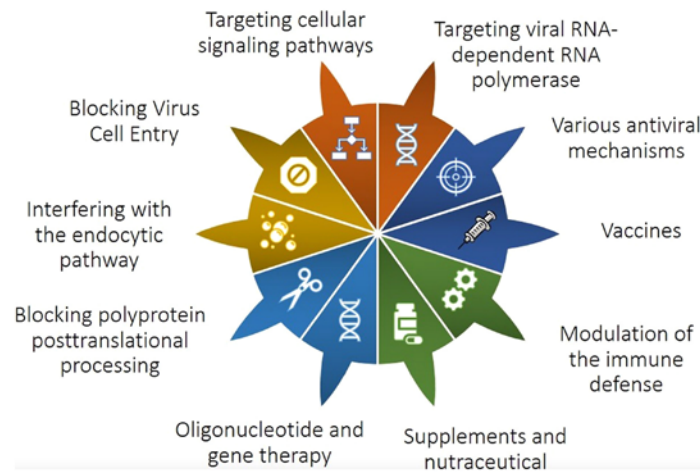 Targeting cellular
signaling pathways
Targeting viral RNA-
dependent RNA
polymerase
Blocking Virus
Cell Entry
Various antiviral
mechanisms
Interfering with
the endocytic
pathway
Vaccines
Blocking polyprotein
posttranslational
processing
Modulation of
the immune
defense
Oligonucleotide and
gene therapy
Supplements and
nutraceutical